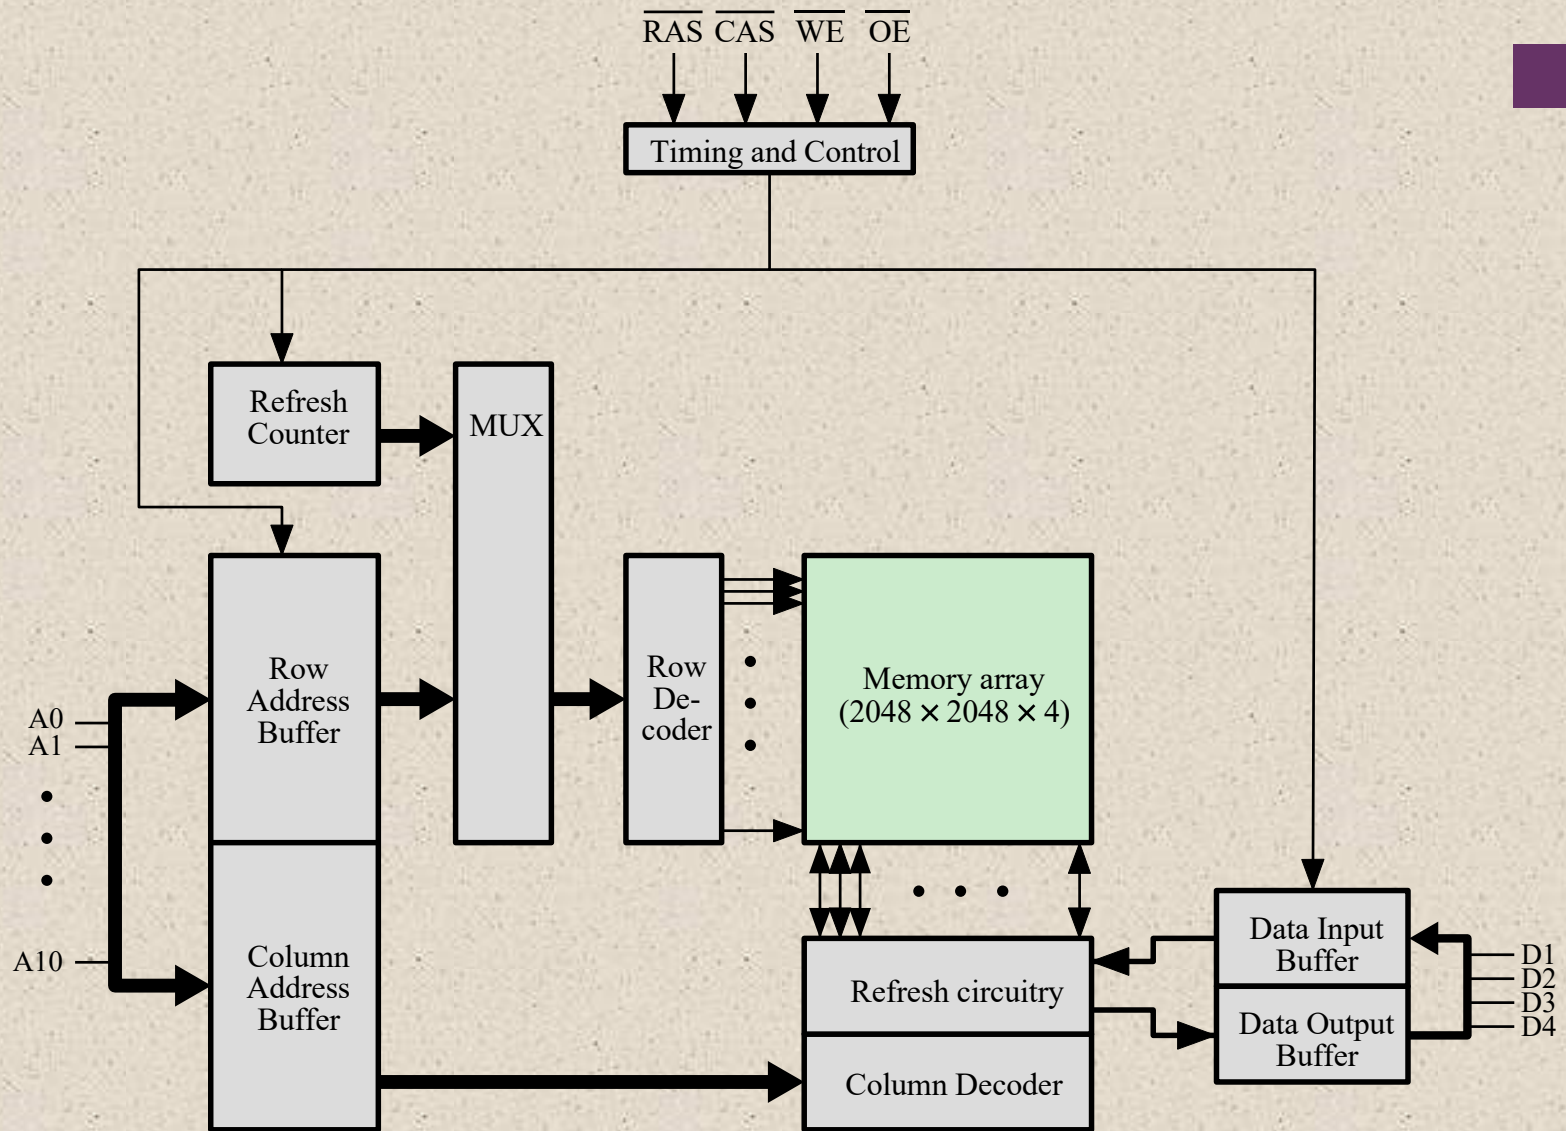 RAS CAS WE OE
Timing and Control
Refresh
Counter
MUX
Row
Address
Buffer
Row
De-
coder
Memory array
(2048 × 2048 × 4)
A0
A1
A10
Column
Address
Buffer
Refresh circuitry
Column Decoder
Data Input
Buffer
Data Output
Buffer
D1
D2
D3
D4